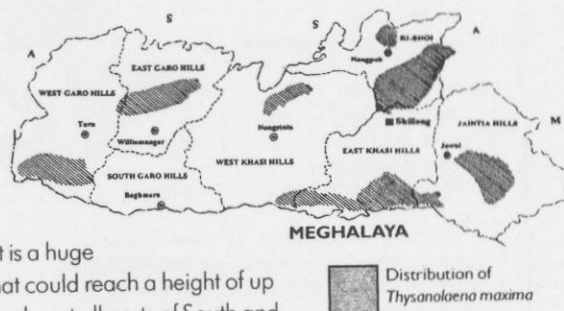 S
S
A
A
RI-BHOI
Nongpoh
EAST GARO HILLS
WEST GARO HILLS
Tura
Williamnagar
Nongstoin
Shillong
JAINTIA HILLS
M
WEST KHASI HILLS
EAST KHASI HILLS
Jowai
SOUTH GARO HILLS
Baghmara
MEGHALAYA
t is a huge
nat could reach a height of up
Distribution of
Thysanolaena maxima